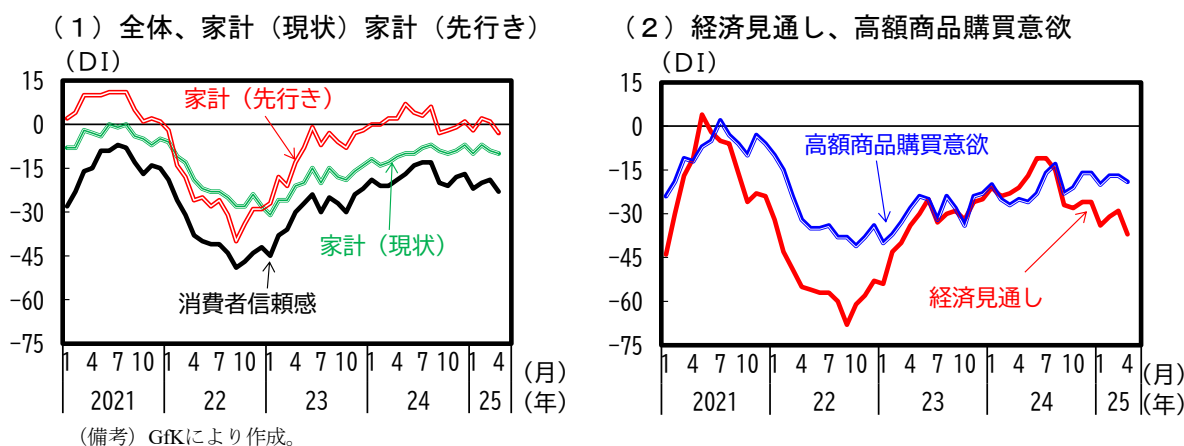 (1)全体、家計(現状)家計(先行き)
(DI)
15
0
-15
-30
-45
-60
-75
家計(先行き)
家計(現状)
消費者信頼感
1 4 7 10 1 4 7 10 1 4 7 10 1 4 7 10 1 4 (月)
2021 22 23 24 25 (年)
(2)経済見通し、高額商品購買意欲
(DI)
15
0
-15
-30
-45
-60
-75
高額商品購買意欲
経済見通し
1 4 7 10 1 4 7 10 1 4 7 10 1 4 7 10 1 4 (月)
2021 22 23 24 25 (年)
(備考)GfKにより作成。